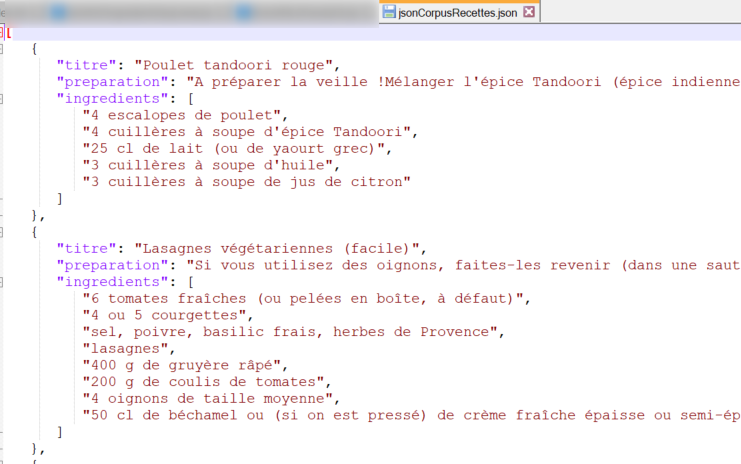 jsonCorpusRecettes.json
[
{
"titre": "Poulet tandoori rouge",
"preparation": "A préparer la veille !Mélanger l'épice Tandoori (épice indienne
"ingredients": [
"4 escalopes de poulet",
"4 cuillères à soupe d'épice Tandoori",
"25 cl de lait (ou de yaourt grec)",
"3 cuillères à soupe d'huile",
"3 cuillères à soupe de jus de citron"
]
},
{
"titre": "Lasagnes végétariennes (facile)",
"preparation": "Si vous utilisez des oignons, faites-les revenir (dans une saut
"ingredients": [
"6 tomates fraîches (ou pelées en boîte, à défaut)",
"4 ou 5 courgettes",
"sel, poivre, basilic frais, herbes de Provence",
"lasagnes",
"400 g de gruyère râpé",
"200 g de coulis de tomates",
"4 oignons de taille moyenne",
"50 cl de béchamel ou (si on est pressé) de crème fraîche épaisse ou semi-ép
]
},
{